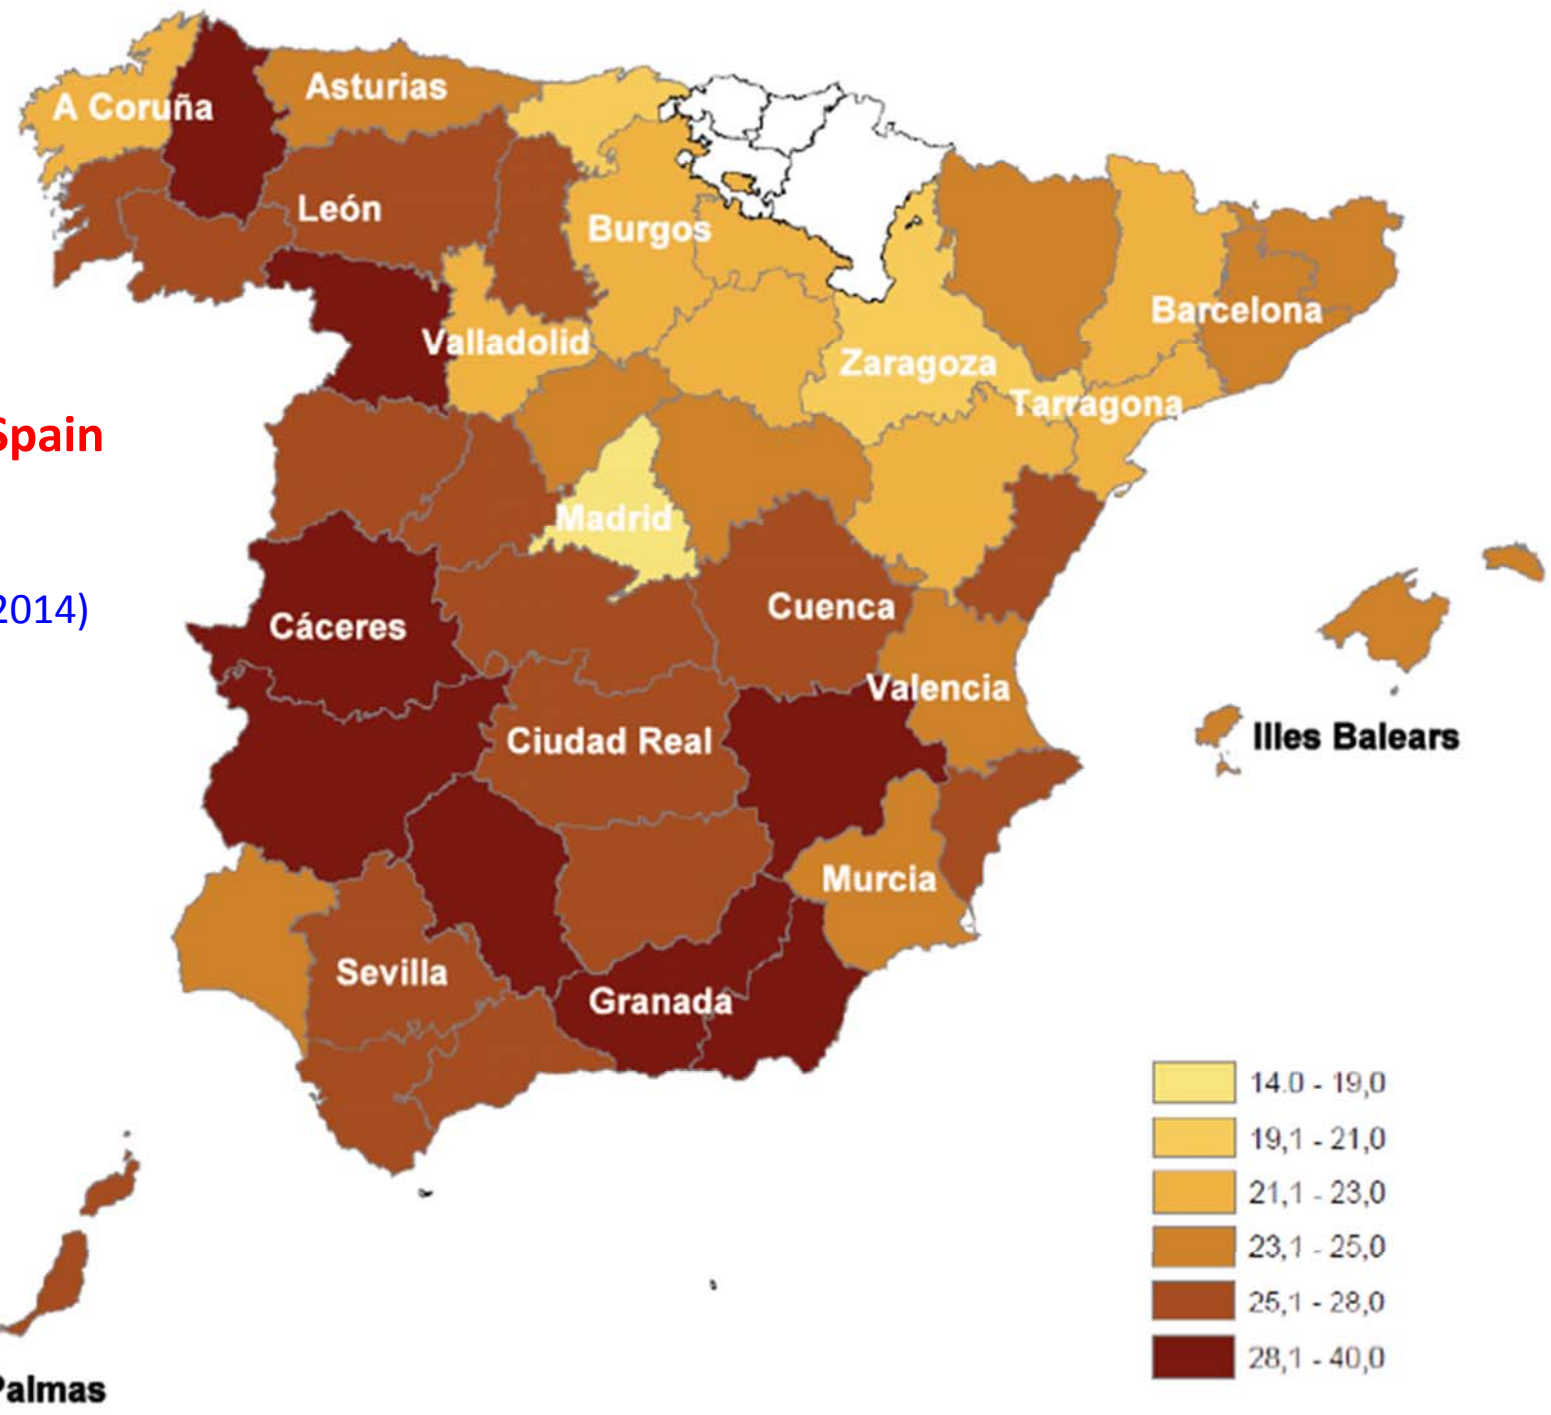 A Coruña
Asturias
León
Burgos
Barcelona
Valladolid
Zaragoza
Tarragona
Spain
Madrid
2014)
Cáceres
Cuenca
Valencia
Illes Balears
Ciudad Real
Murcia
Sevilla
Granada
14.0 - 19,0
19,1 - 21,0
21,1 - 23,0
23,1 - 25,0
25,1 - 28,0
28,1 - 40,0
Palmas